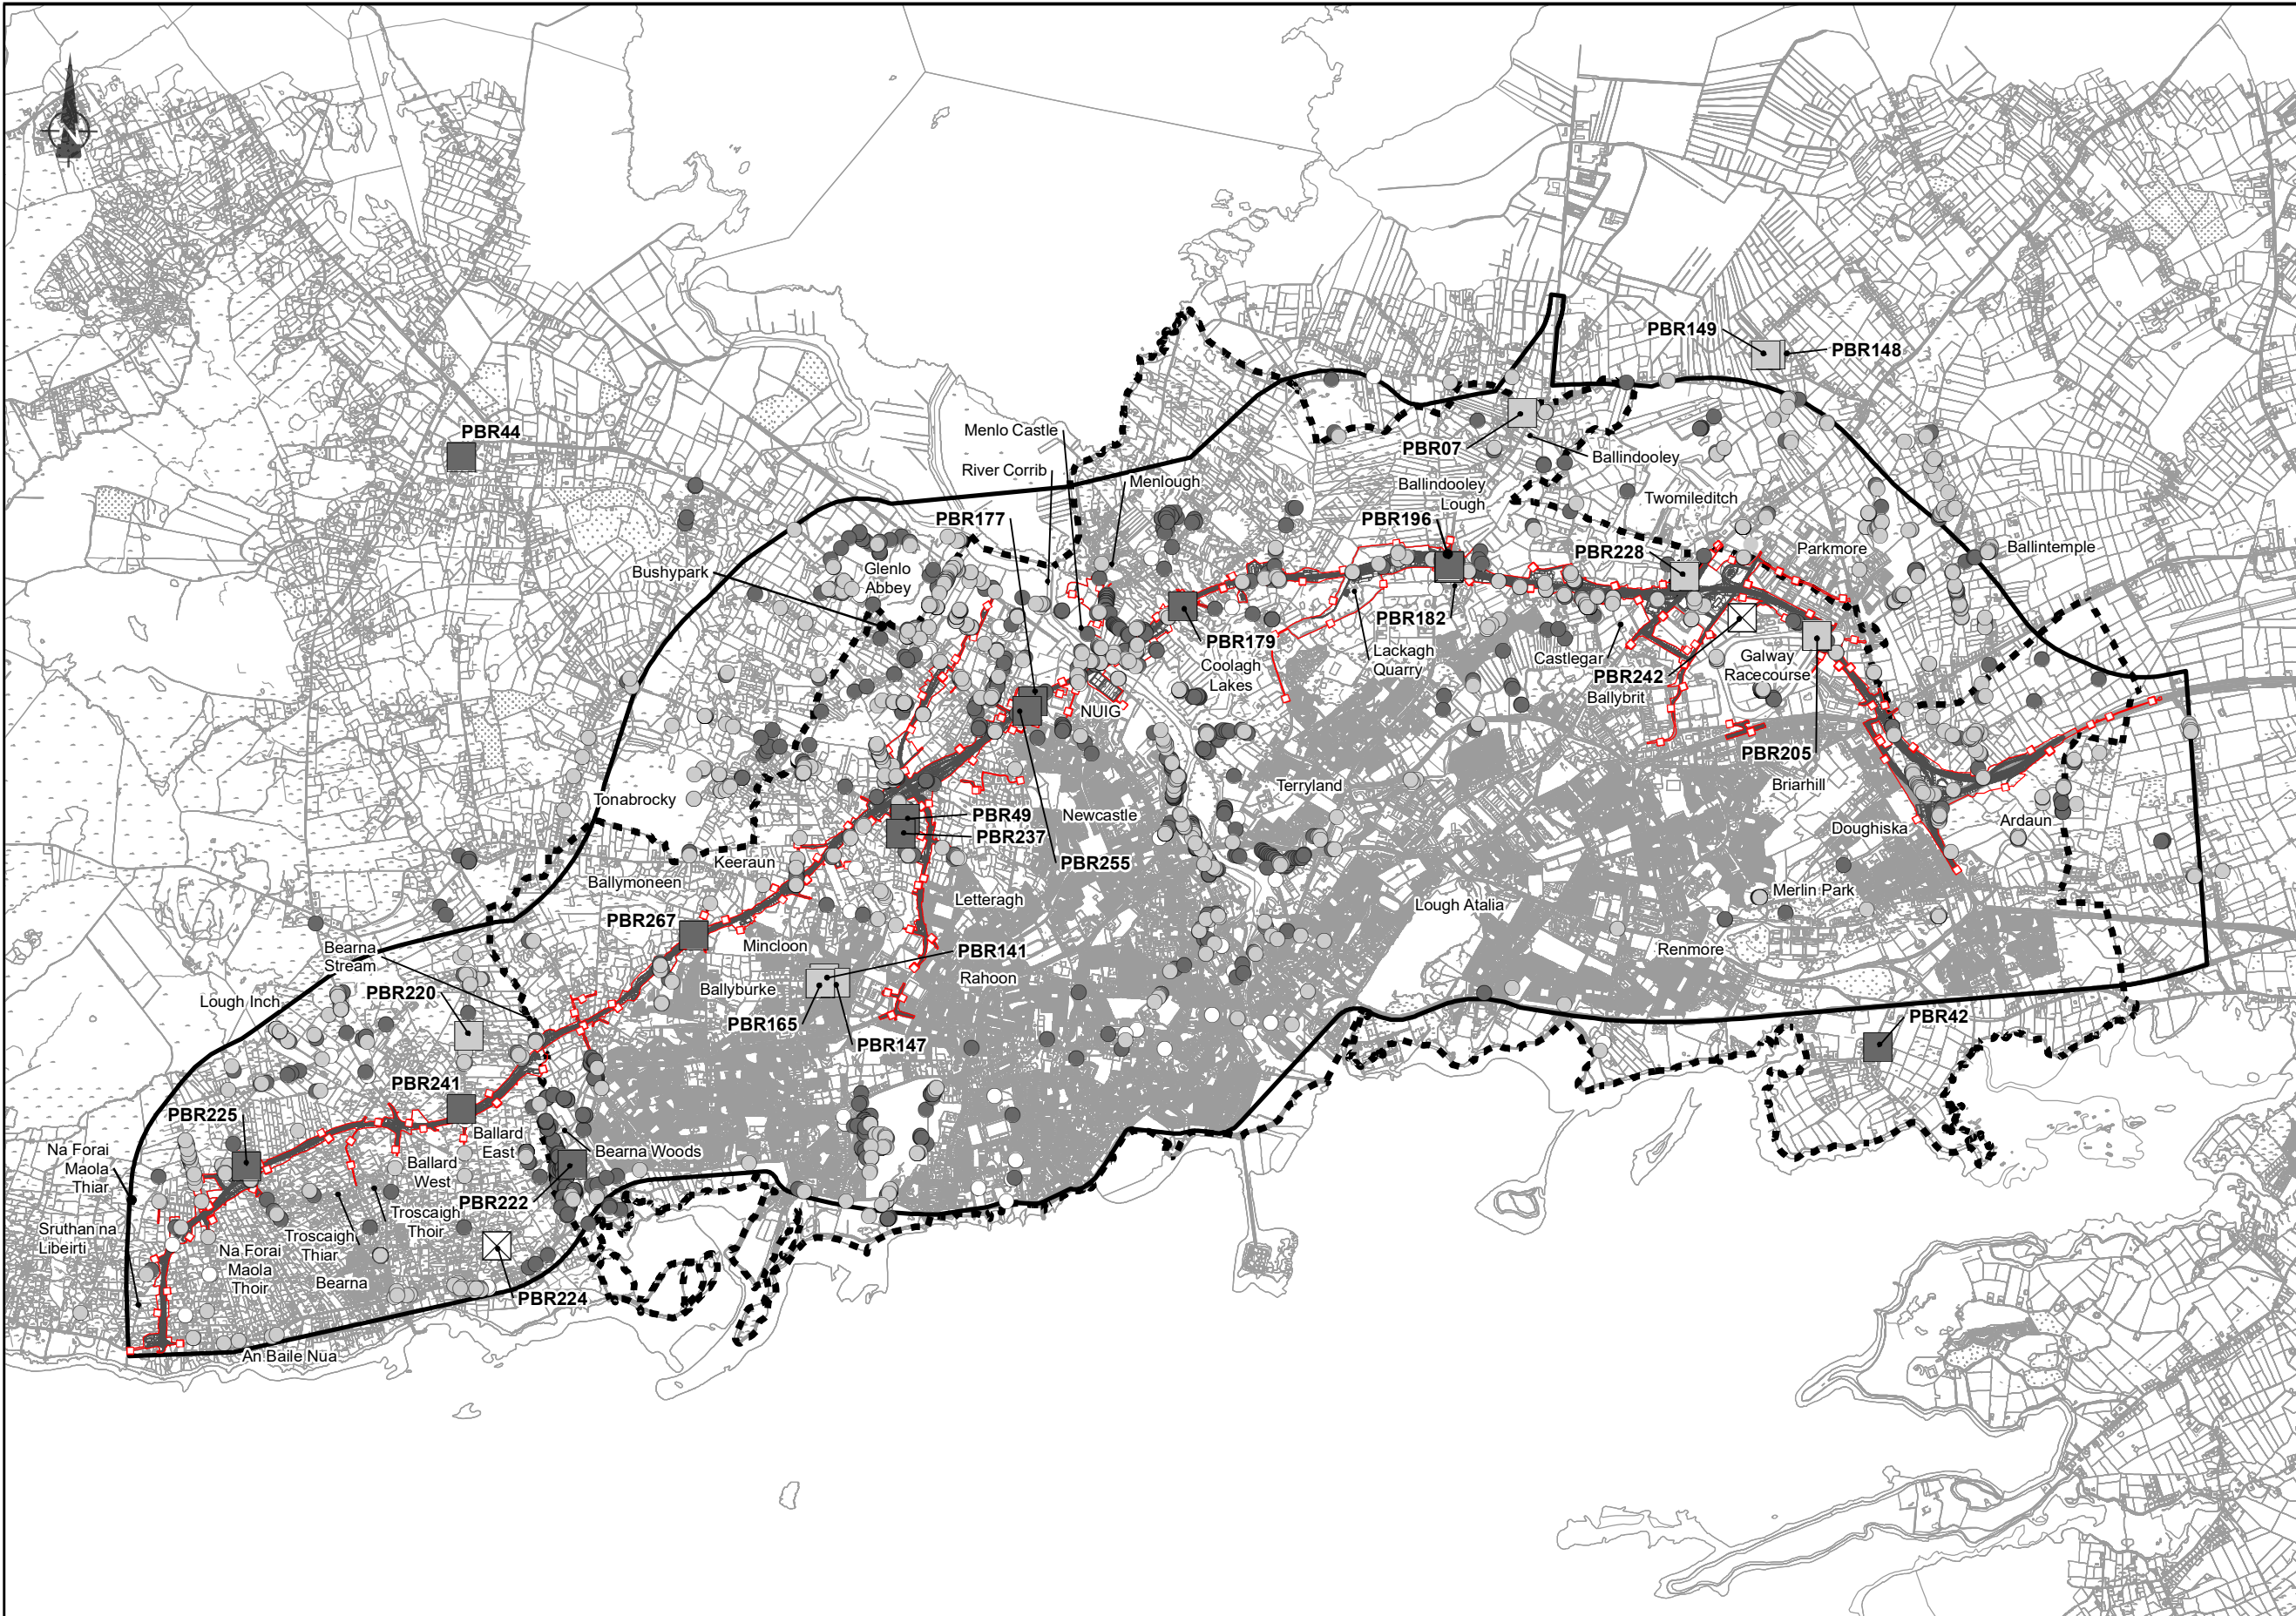 N
PBR149
PBR148
PBR44
Menlo Castle
PBR07
Ballindooley
River Corrib
Menlough
Ballindooley
Lough
Twomileditch
PBR177
PBR196
Parkmore
Ballintemple
PBR228
Bushypark
Glenlo
Abbey
PBR182
PBR179
Lackagh
Quarry
Coolagh
Lakes
Castlegar
Galway
Racecourse
PBR242
Ballybrit
NUIG
PBR205
Terryland
Briarhill
Tonabrocky
PBR49
Newcastle
Doughiska
Ardaun
PBR237
Keeraun
PBR255
Ballymoneen
Merlin Park
Letteragh
Lough Atalia
PBR267
Bearna
Stream
Mincloon
PBR141
Renmore
Rahoon
Ballyburke
PBR220
Lough Inch
PBR165
PBR147
PBR42
PBR241
PBR225
Ballard
East
Na Forai
Maola
Thiar
Bearna Woods
Ballard
West
PBR222
Troscaigh
Thoir
Sruthan na
Libeirti
Troscaigh
Thiar
Na Forai
Maola
Thoir
Bearna
PBR224
An Baile Nua